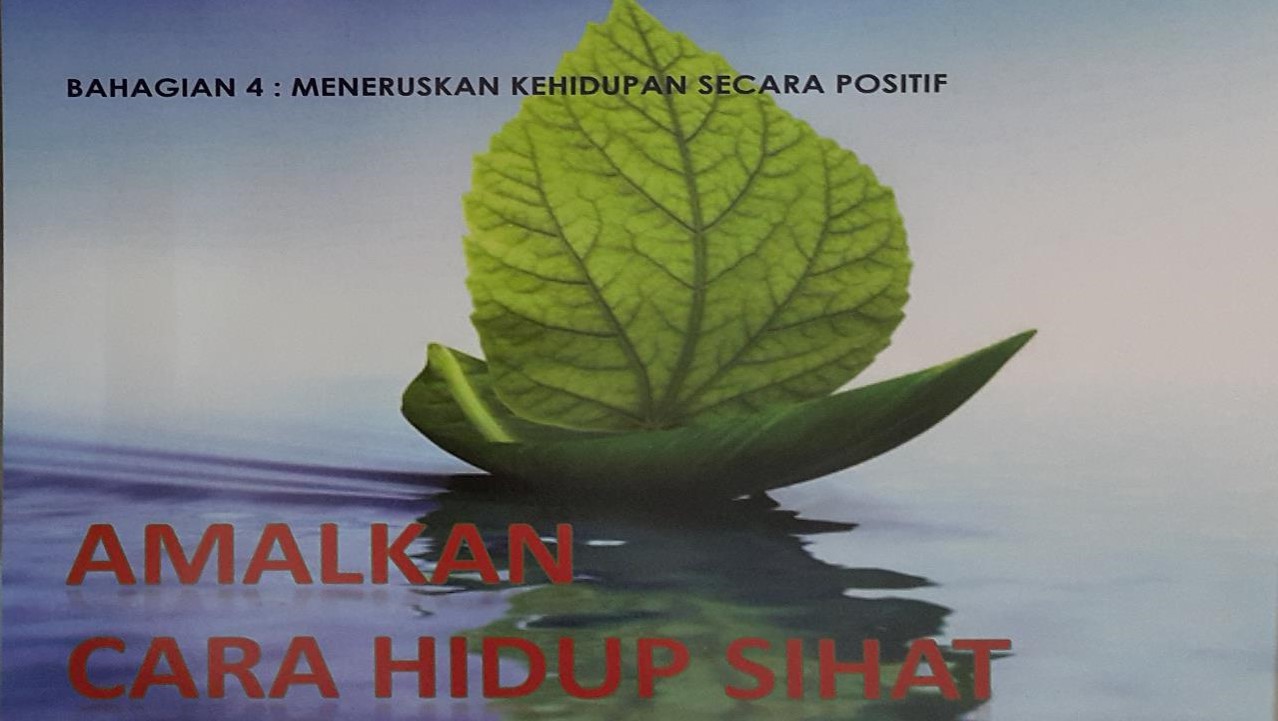 BAHAGIAN 4 : MENERUSKAN KEHIDUPAN SECARA POSITIF
AMALKAN
CARA HIDUP SIHAT